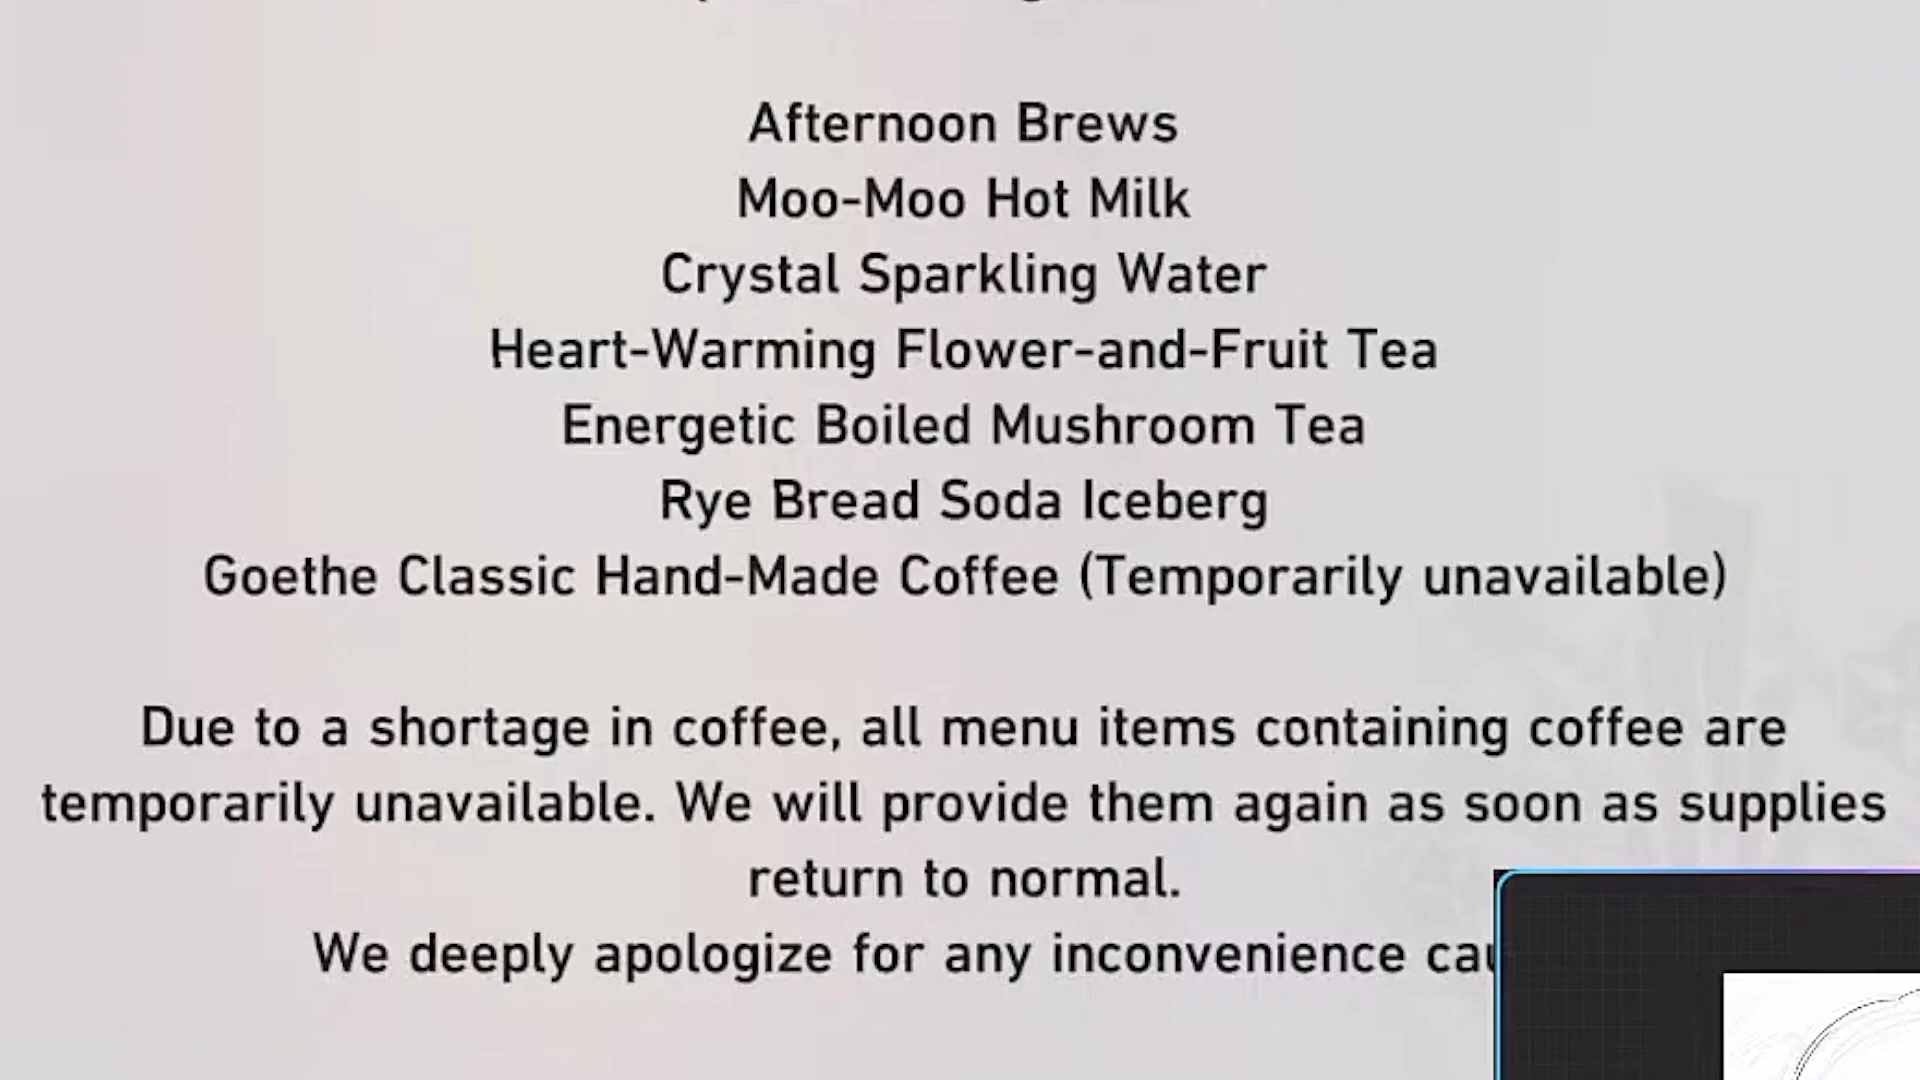 Afternoon Brews
Moo-Moo Hot Milk
Crystal Sparkling Water
Heart-Warming Flower-and-Fruit Tea
Energetic Boiled Mushroom Tea
Rye Bread Soda Iceberg
Goethe Classic Hand-Made Coffee (Temporarily unavailable)
Due to a shortage in coffee, all menu items containing coffee are
temporarily unavailable. We will provide them again as soon as supplies
return to normal.
We deeply apologize for any inconvenience